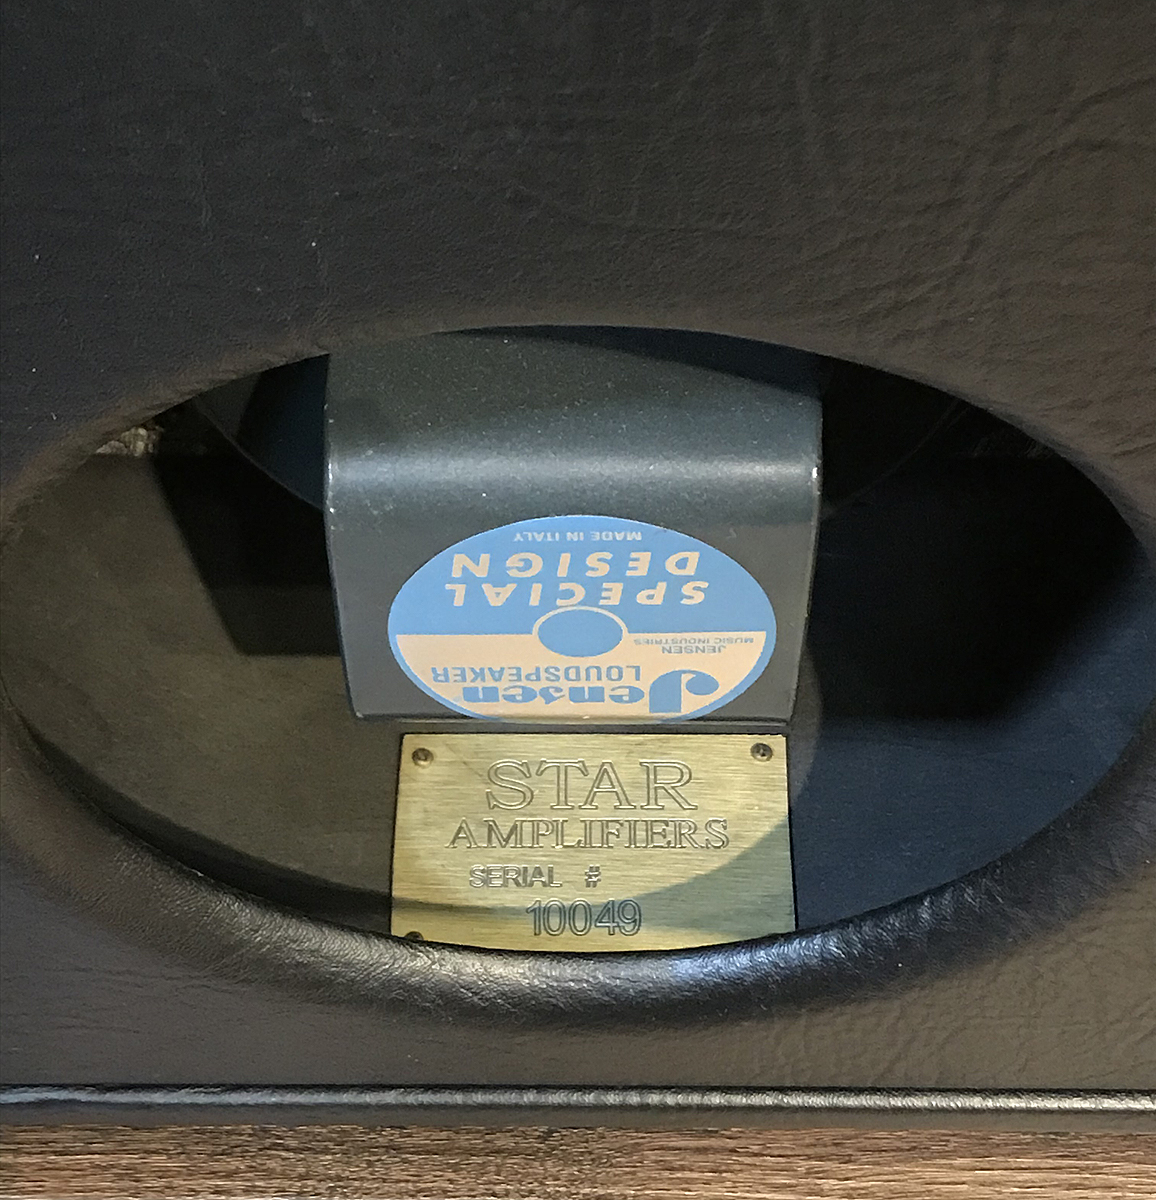 MADE IN ITALY
SPECIAL
DESIGN
JENSEN
MUSIC INDUSTRIES
Jensen
LOUDSPEAKER
STAR
AMPLIFIERS
SERIAL #
10049